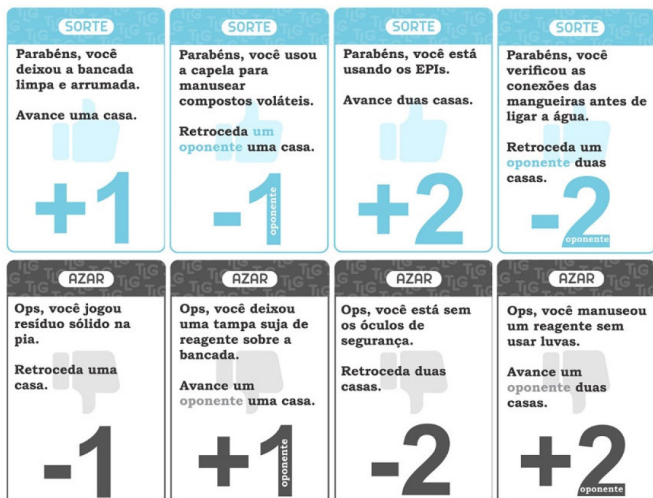 SORTE
Parabéns, você
deixou a bancada
limpa e arrumada.
Avance uma casa.
+1
SORTE
Parabéns, você usou
a capela para
manusear
compostos voláteis.
Retroceda um
oponente uma casa.
-1
oponente
SORTE
Parabéns, você está
usando os EPIs.
Avance duas casas.
+2
SORTE
Parabéns, você
verificou as
conexões das
mangueiras antes de
ligar a água.
Retroceda um
oponente duas
casas.
-2
oponente
AZAR
Ops, você jogou
resíduo sólido na
pia.
Retroceda uma
casa.
-1
AZAR
Ops, você deixou
uma tampa suja de
reagente sobre a
bancada.
Avance um
oponente uma casa.
+1
oponente
AZAR
Ops, você está sem
os óculos de
segurança.
Retroceda duas
casas.
-2
AZAR
Ops, você manuseou
um reagente sem
usar luvas.
Avance um
oponente duas
casas.
+2
oponente